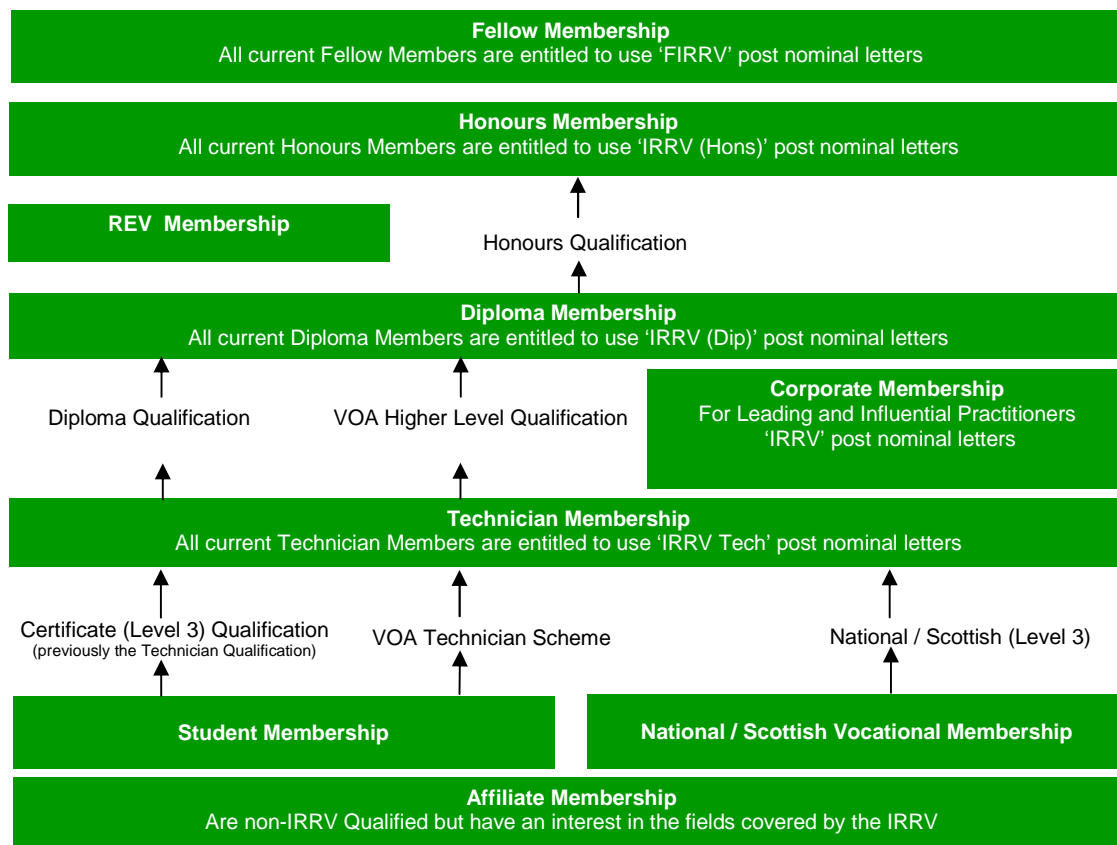 Fellow Membership
All current Fellow Members are entitled to use ‘FIRRV’ post nominal letters
Honours Membership
All current Honours Members are entitled to use ‘IRRV (Hons)’ post nominal letters
REV Membership
Honours Qualification
Diploma Membership
All current Diploma Members are entitled to use ‘IRRV (Dip)’ post nominal letters
Diploma Qualification
VOA Higher Level Qualification
Corporate Membership
For Leading and Influential Practitioners
‘IRRV’ post nominal letters
Technician Membership
All current Technician Members are entitled to use ‘IRRV Tech’ post nominal letters
Certificate (Level 3) Qualification
(previously the Technician Qualification)
VOA Technician Scheme
National / Scottish (Level 3)
Student Membership
National / Scottish Vocational Membership
Affiliate Membership
Are non-IRRV Qualified but have an interest in the fields covered by the IRRV